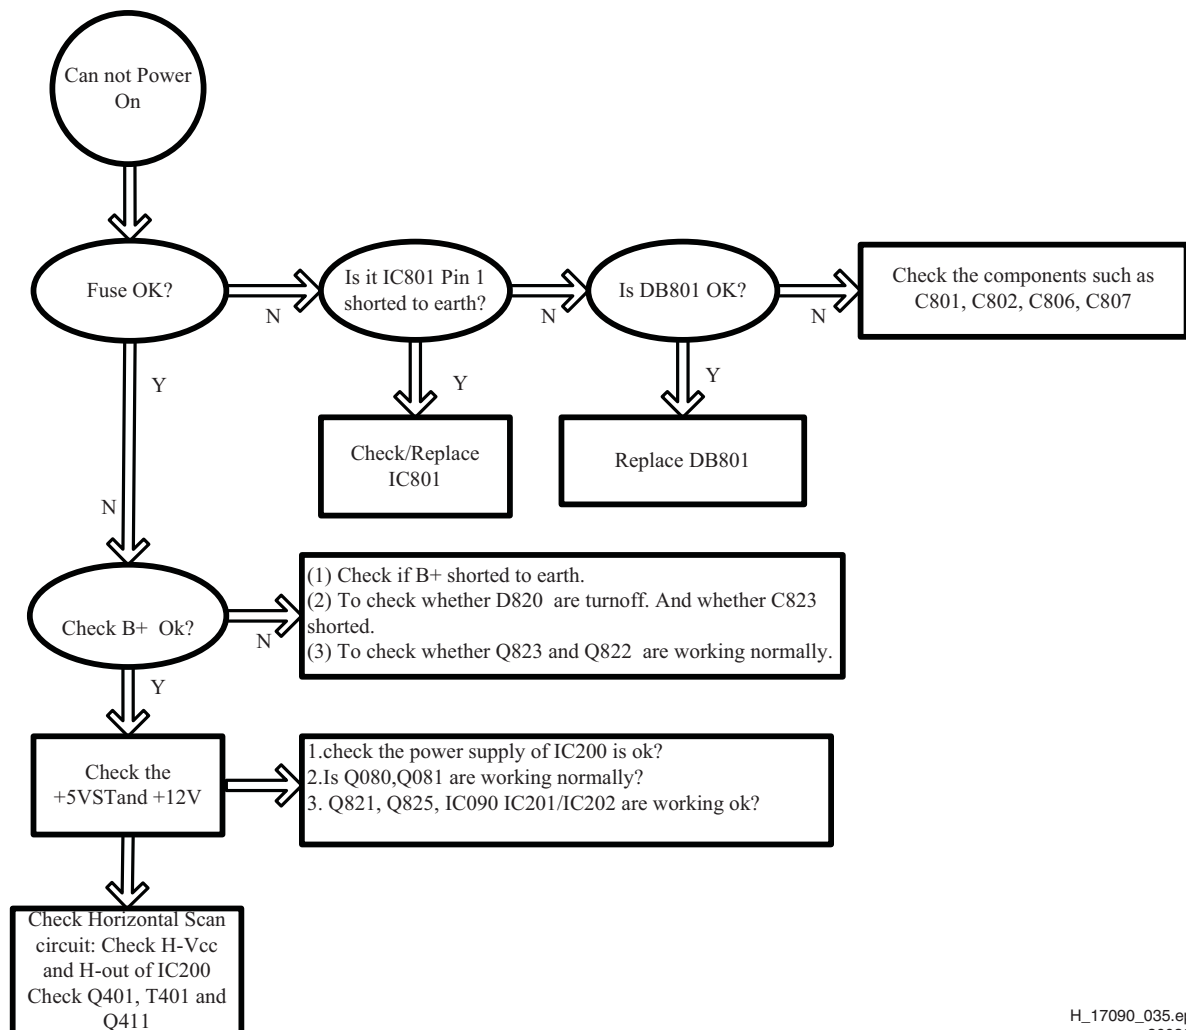 Can not Power
On
Fuse OK?
N
Is it IC801 Pin 1
shorted to earth?
N
Is DB801 OK?
N
Check the components such as
C801, C802, C806, C807
Y
Y
Y
Check/Replace
IC801
Replace DB801
N
Check B+ Ok?
N
(1) Check if B+ shorted to earth.
(2) To check whether D820 are turnoff. And whether C823
shorted.
(3) To check whether Q823 and Q822 are working normally.
Y
Check the
+5VSTand +12V
1.check the power supply of IC200 is ok?
2.Is Q080,Q081 are working normally?
3. Q821, Q825, IC090 IC201/IC202 are working ok?
Check Horizontal Scan
circuit: Check H-Vcc
and H-out of IC200
Check Q401, T401 and
Q411
H_17090_035.ep